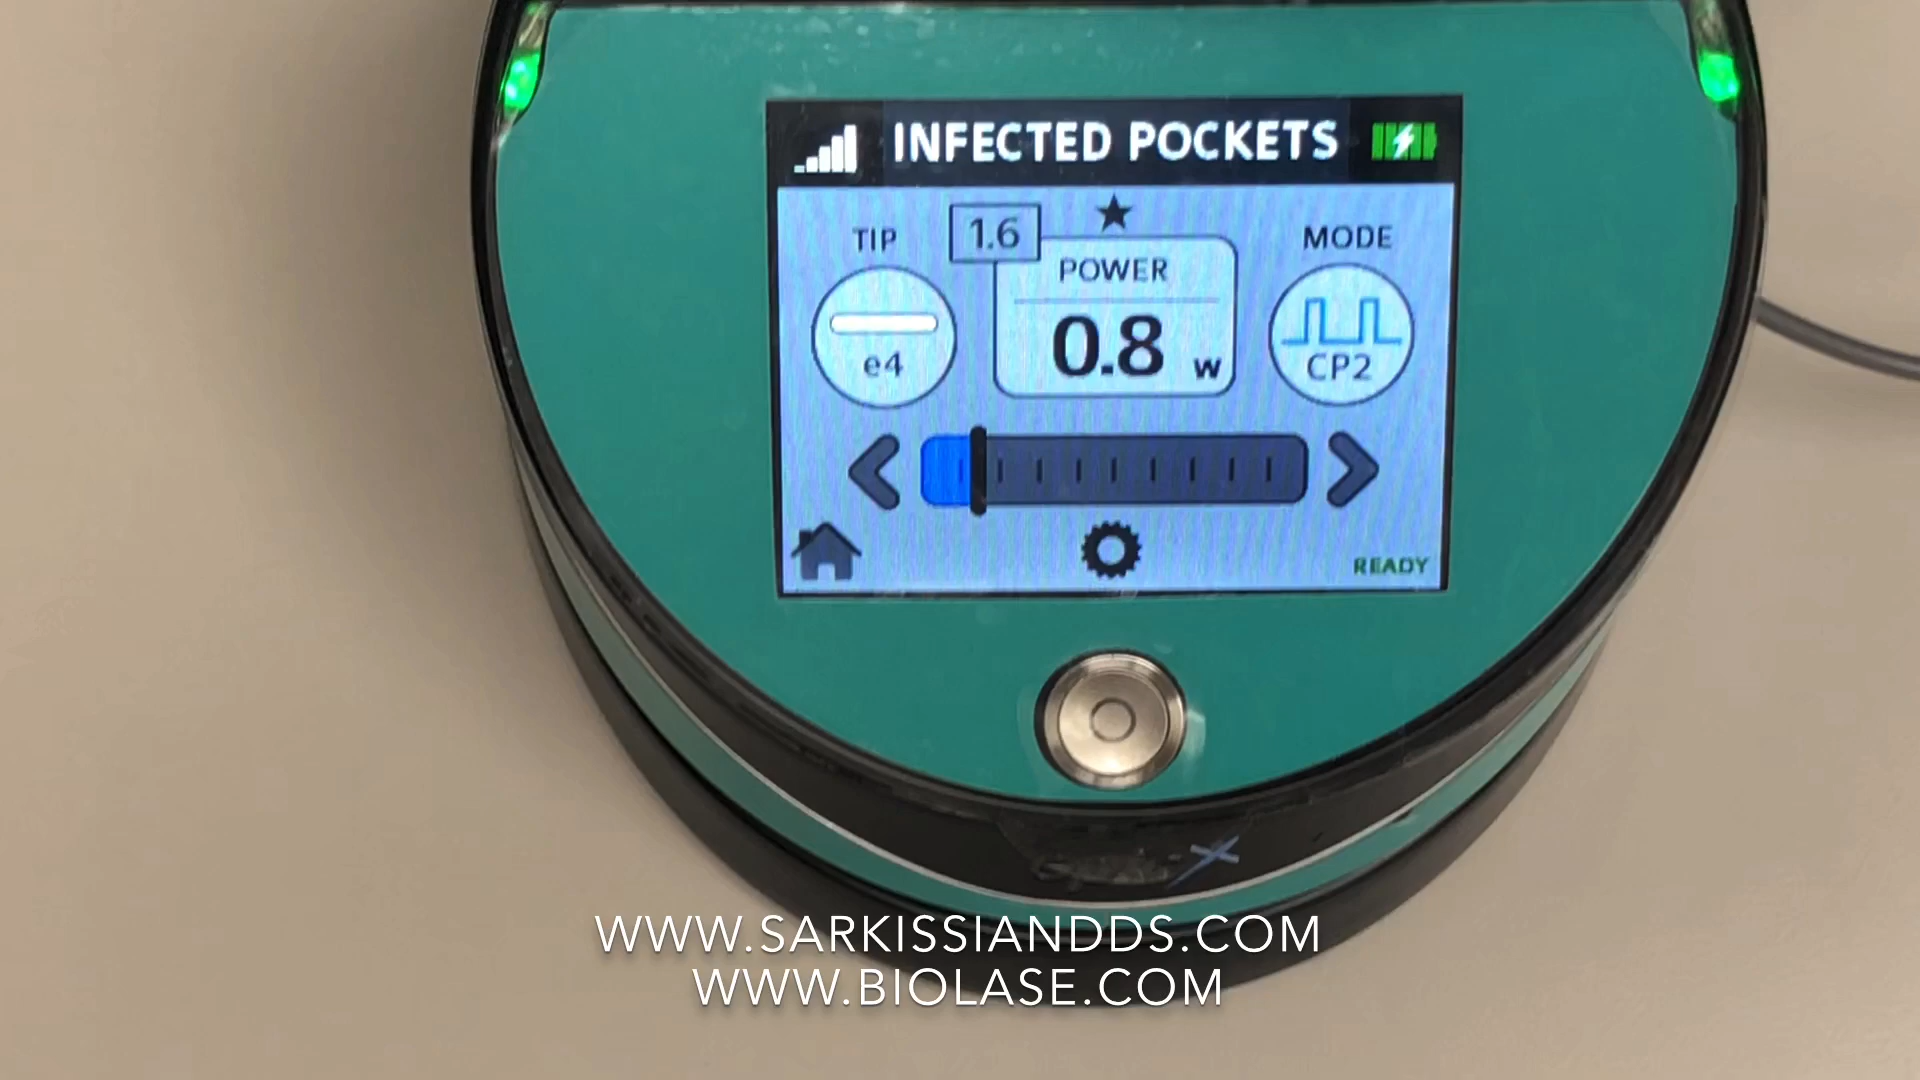 INFECTED POCKETS
TIP
1.6
POWER
MODE
e4
0.8 w
CP2
READY
WWW.SARKISSIANDDS.COM
WWW.BIOLASE.COM